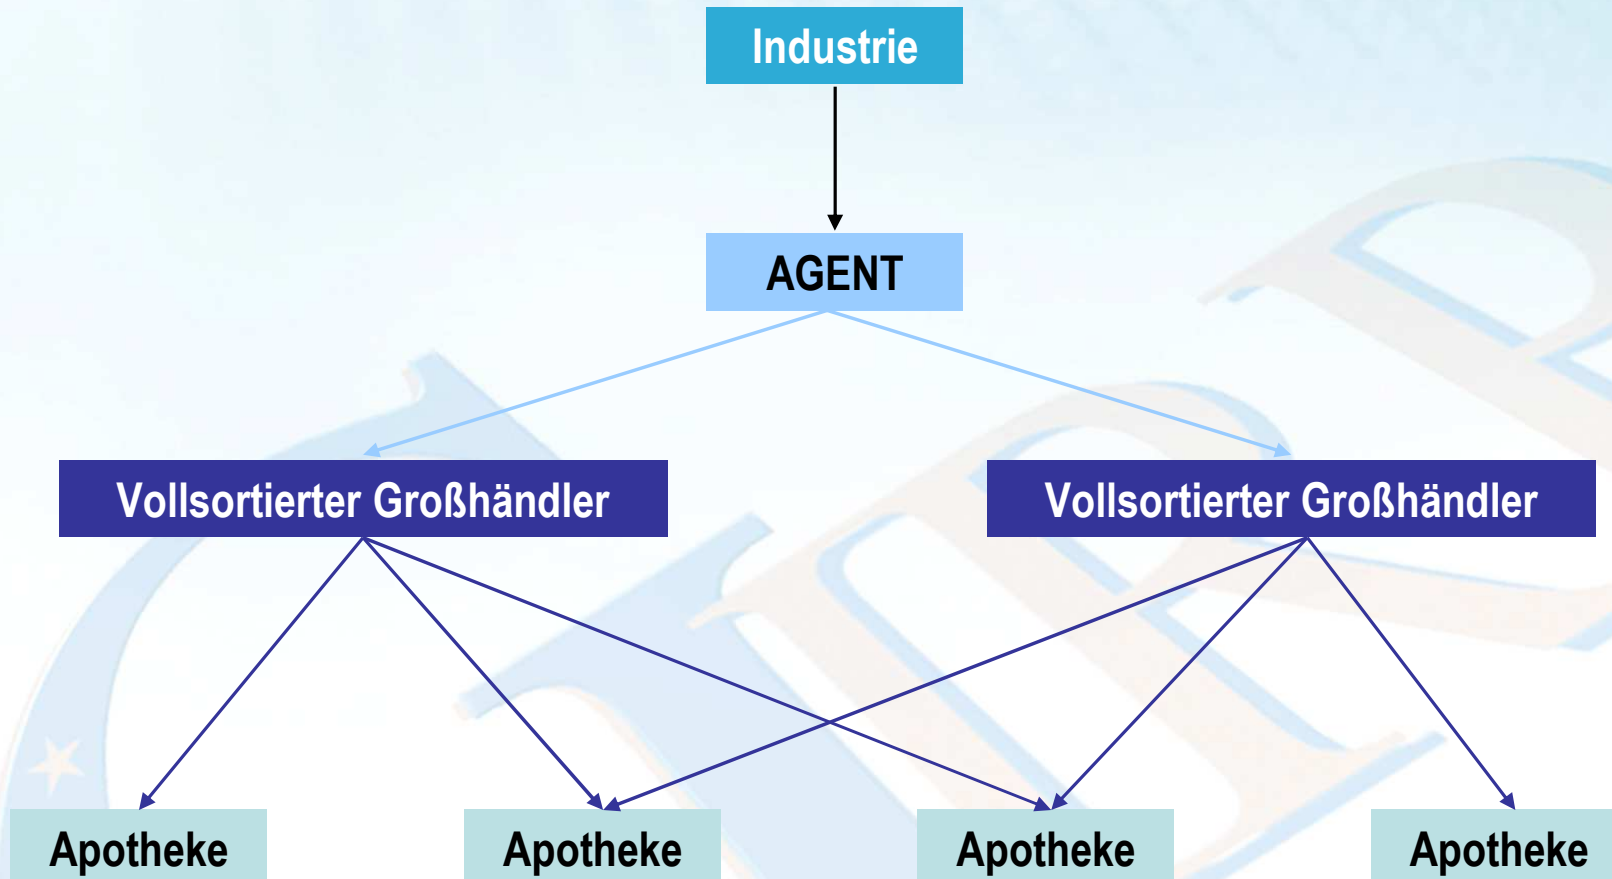 Industrie
AGENT
Vollsortierter Großhändler
Vollsortierter Großhändler
Apotheke
Apotheke
Apotheke
Apotheke